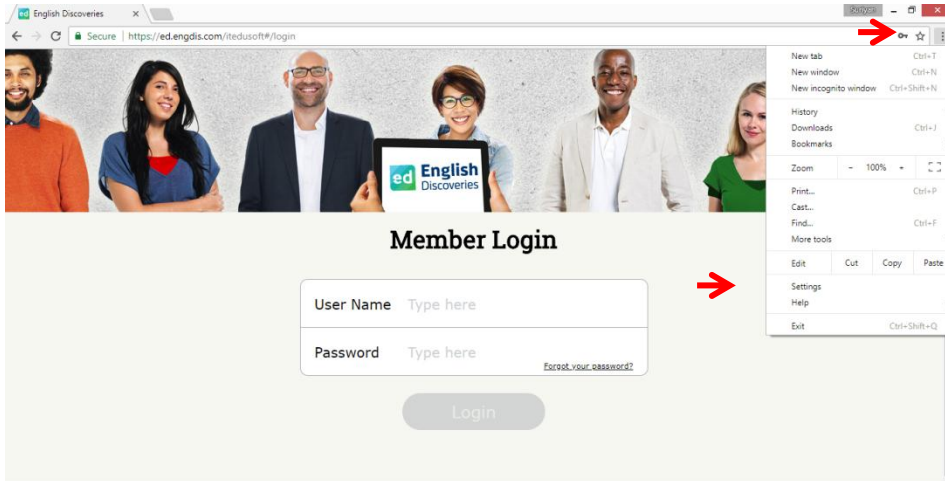 English Discoveries
Suriyan
Secure https://ed.engdis.com/itedusoft#/login
New tab Ctrl+T
New window Ctrl+N
New incognito window Ctrl+Shift+N
History
Downloads Ctrl+J
Bookmarks
Zoom - 100% +
Print... Ctrl+P
Cast...
Find... Ctrl+F
More tools
Edit Cut Copy Paste
Settings
Help
Exit Ctrl+Shift+Q
ed English
Discoveries
Member Login
User Name Type here
Password Type here
Forgot your password?
Login